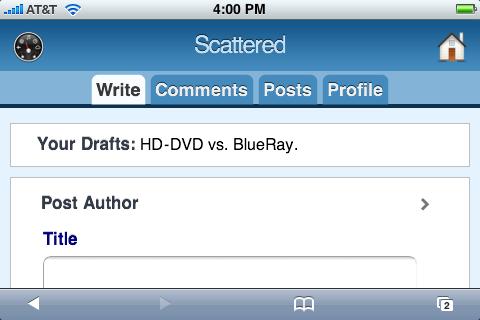 AT&T 4:00 PM
Scattered
Write Comments Posts Profile
Your Drafts: HD-DVD vs. BlueRay.
Post Author
Title
2